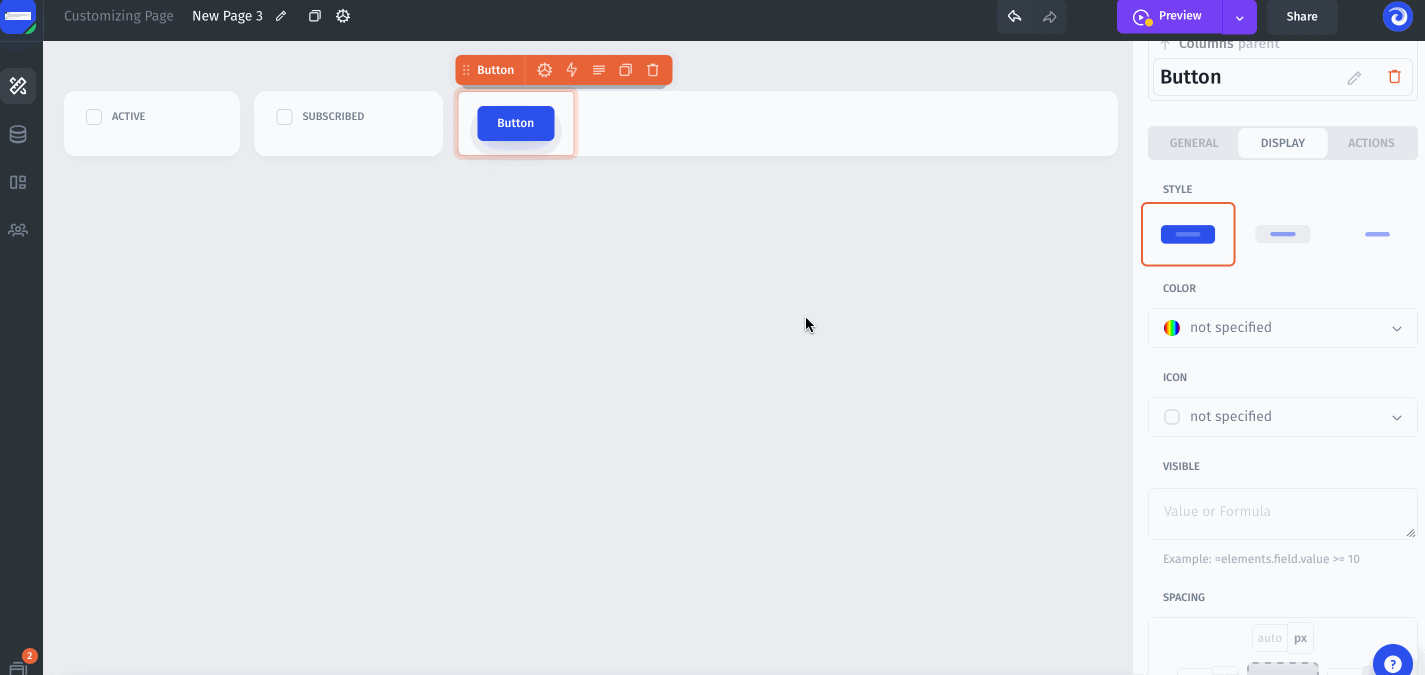 Customizing Page New Page 3 Preview Share
Columns parent
Button
Button
GENERAL DISPLAY ACTIONS
ACTIVE SUBSCRIBED Button
STYLE
COLOR
not specified
ICON
not specified
VISIBLE
Value or Formula
Example: =elements.field.value >= 10
SPACING
auto px
2
?